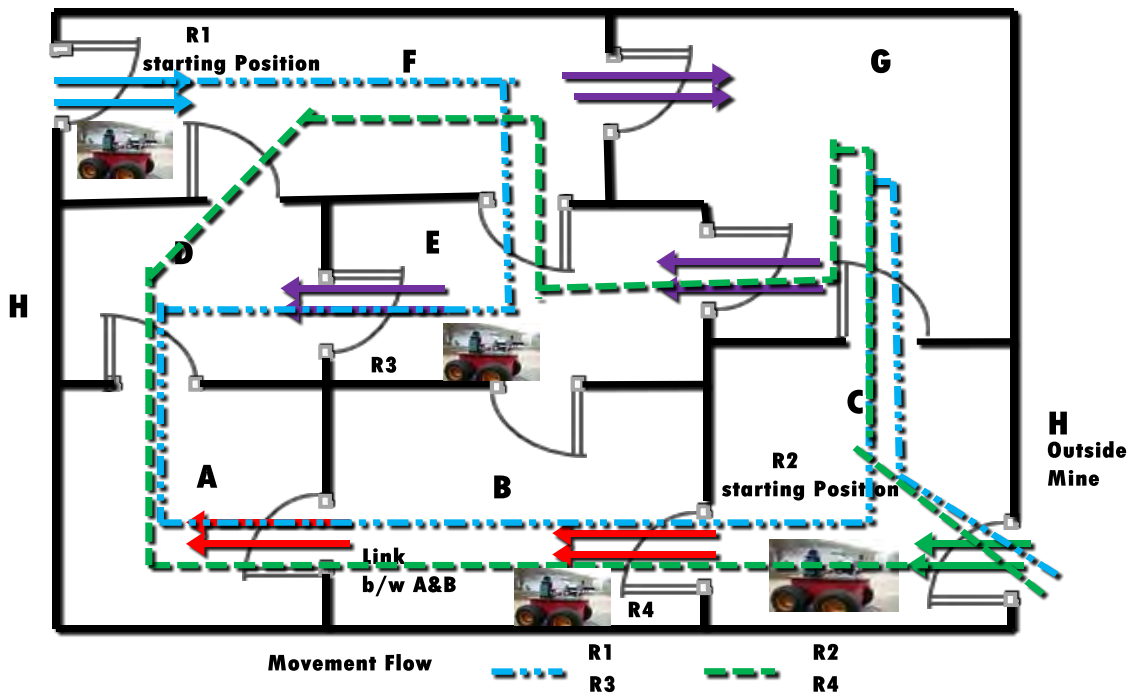 R1
starting Position
F
G
D
E
H
R3
C
H
Outside
Mine
A
B
R2
starting Position
Link
b/w A&B
R4
Movement Flow
R1
R3
R2
R4